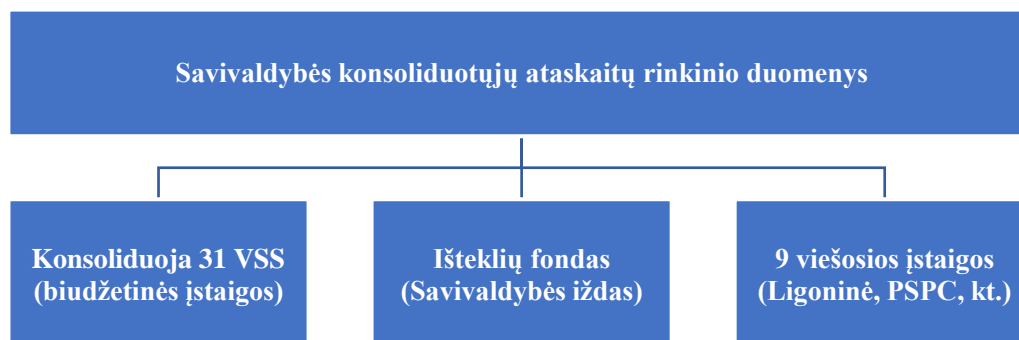 Savivaldybės konsoliduotųjų ataskaitų rinkinio duomenys
Konsoliduoja 31 VSS
(biudžetinės įstaigos)
Išteklių fondas
(Savivaldybės iždas)
9 viešosios įstaigos
(Ligoninė, PSPC, kt.)